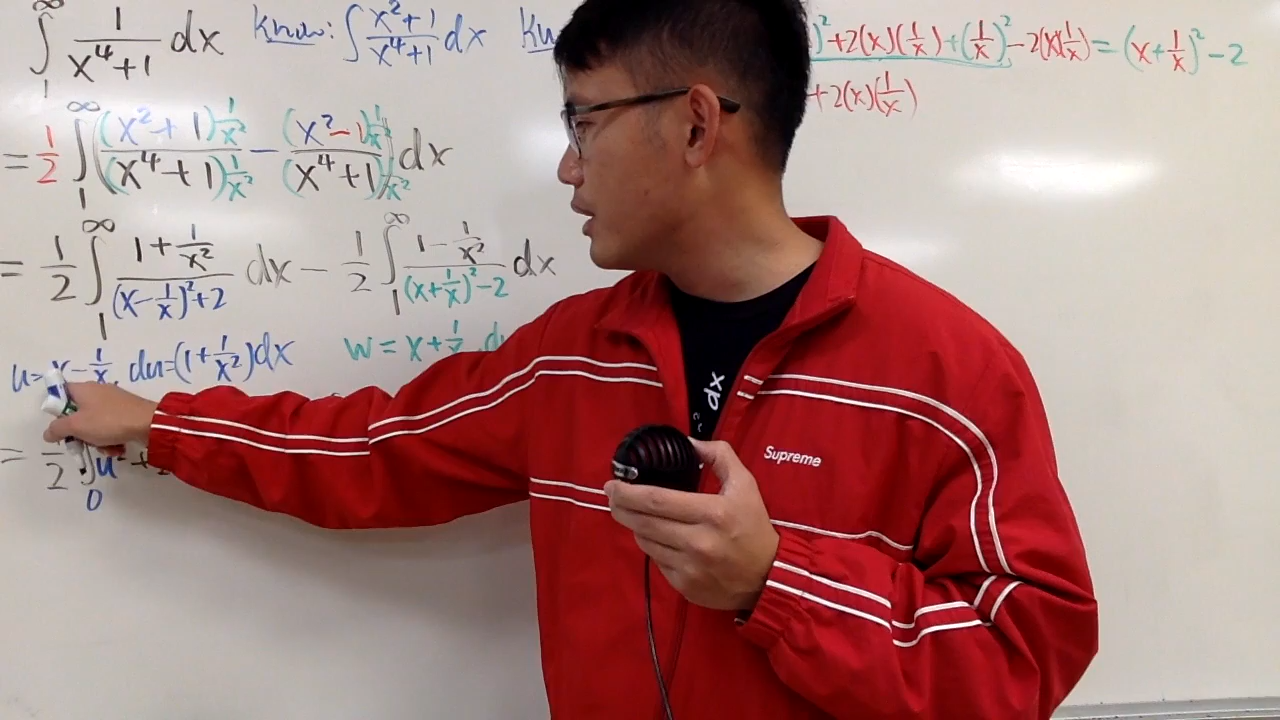 ∫₁^∞ 1/(x⁴+1) dx Know: ∫ (x²+1)/(x⁴+1) dx
)²+2(x)(1/x)+(1/x)²-2(x)(1/x) = (x+1/x)²-2
+2(x)(1/x)
= 1/2 ∫₁^∞ ((x²+1)1/x²/(x⁴+1)1/x² - (x²-1)1/x²/(x⁴+1)1/x²) dx
= 1/2 ∫₁^∞ (1+1/x²)/((x-1/x)²+2) dx - 1/2 ∫₁^∞ (1-1/x²)/((x+1/x)²-2) dx
u=x-1/x, du=(1+1/x²)dx w=x+1/x
= 1/2 ∫₀ u²+
dx
Supreme